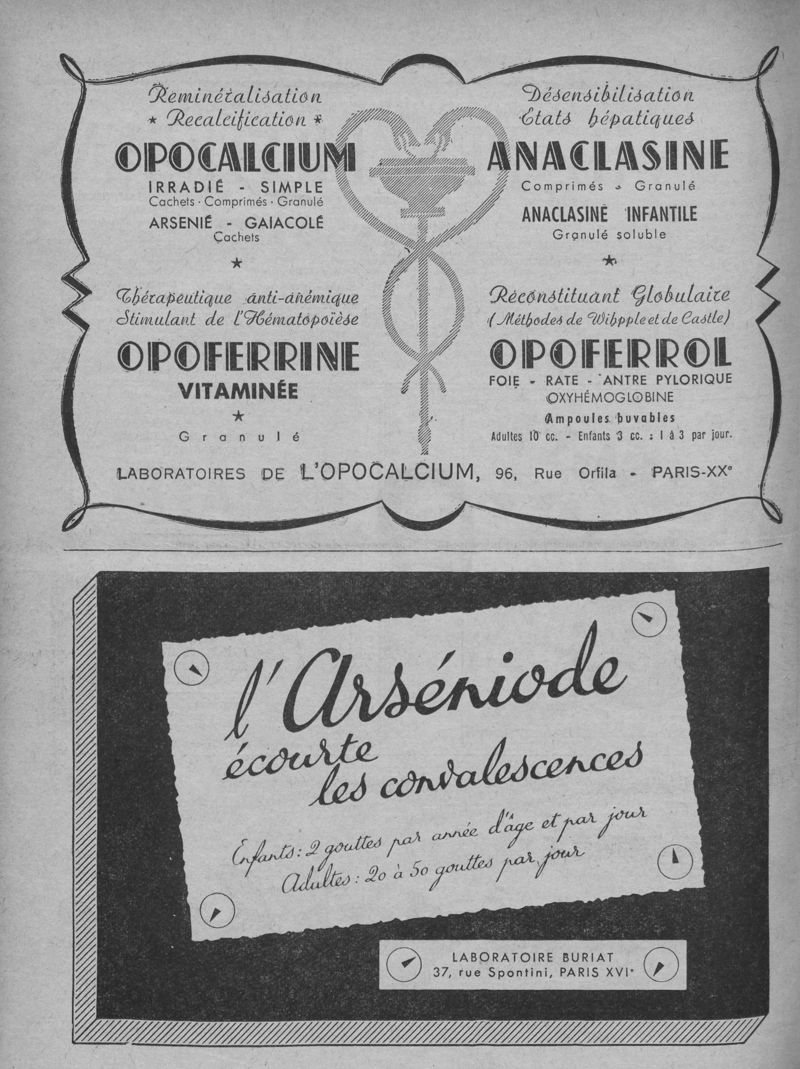 Reminéralisation
* Recalcification *
OPOCALCIUM
IRRADIÉ - SIMPLE
Cachets · Comprimés · Granulé
ARSENIÉ - GAIACOLÉ
Cachets
Désensibilisation
États hépatiques
ANACLASINE
Comprimés - Granulé
ANACLASINE INFANTILE
Granulé soluble
Thérapeutique anti-anémique
Stimulant de l'Hématopoïèse
OPOFERRINE
VITAMINÉE
Granulé
Réconstituant Globulaire
(Méthodes de Wihpple et de Castle)
OPOFERROL
FOIE - RATE - ANTRE PYLORIQUE
OXYHÉMOGLOBINE
Ampoules buvables
Adultes 10 cc. - Enfants 3 cc. : 1 à 3 par jour.
LABORATOIRES DE L'OPOCALCIUM, 96, Rue Orfila - PARIS-XXe
l'Arséniode
écourte
les convalescences
Enfants : 2 gouttes par année d'âge et par jour
Adultes : 20 à 50 gouttes par jour
LABORATOIRE BURIAT
37, rue Spontini, PARIS XVIe